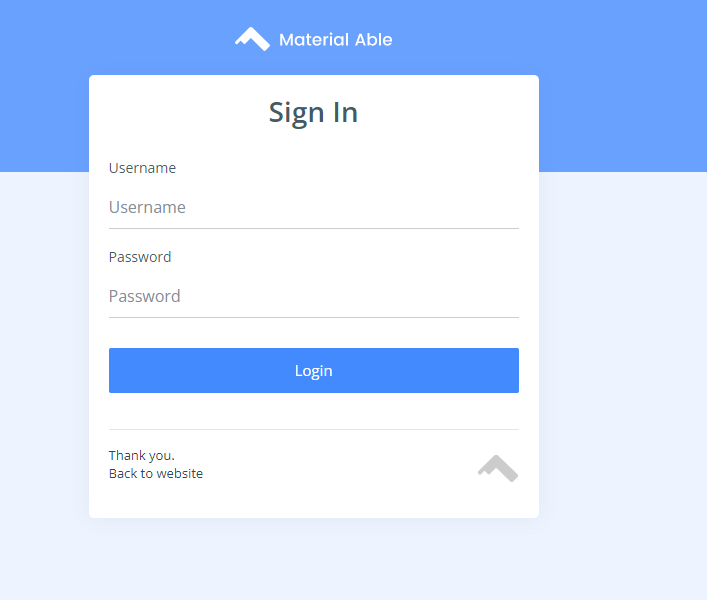 Material Able
Sign In
Username
Username
Password
Password
Login
Thank you.
Back to website